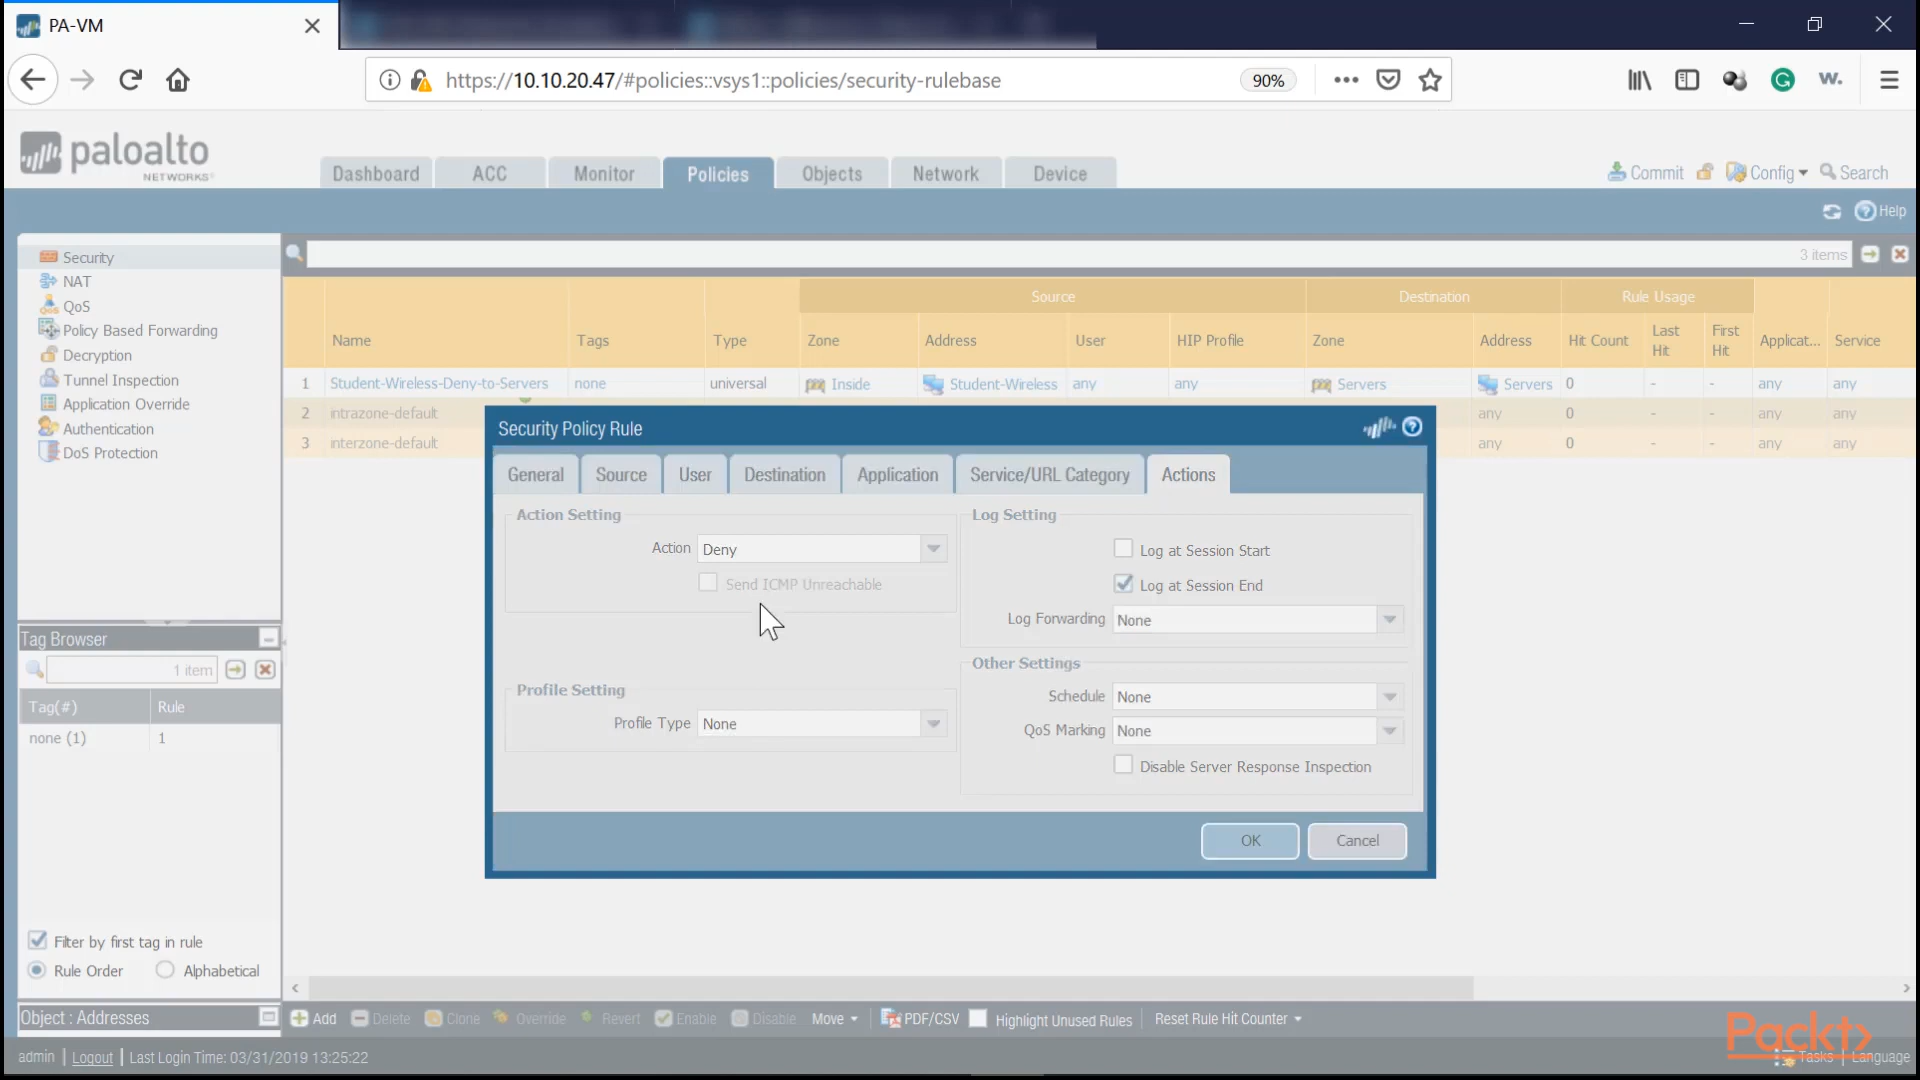 PA-VM
https://10.10.20.47/#policies::vsys1::policies/security-rulebase
90%
paloalto
NETWORKS
Dashboard ACC Monitor Policies Objects Network Device
Commit Config Search
Help
Security
NAT
QoS
Policy Based Forwarding
Decryption
Tunnel Inspection
Application Override
Authentication
DoS Protection
3 items
Source Destination Rule Usage
Name Tags Type Zone Address User HIP Profile Zone Address Hit Count Last Hit First Hit Applicat... Service
1 Student-Wireless-Deny-to-Servers none universal Inside Student-Wireless any any Servers Servers 0 - - any any
2 intrazone-default any 0 - - any any
3 interzone-default any 0 - - any any
Security Policy Rule
General Source User Destination Application Service/URL Category Actions
Action Setting
Action Deny
Send ICMP Unreachable
Profile Setting
Profile Type None
Log Setting
Log at Session Start
Log at Session End
Log Forwarding None
Other Settings
Schedule None
QoS Marking None
Disable Server Response Inspection
OK Cancel
Tag Browser
1 item
Tag(#) Rule
none (1) 1
Filter by first tag in rule
Rule Order Alphabetical
Object : Addresses
Add Delete Clone Override Revert Enable Disable Move PDF/CSV Highlight Unused Rules Reset Rule Hit Counter
admin | Logout | Last Login Time: 03/31/2019 13:25:22
Tasks | Language
Packt>